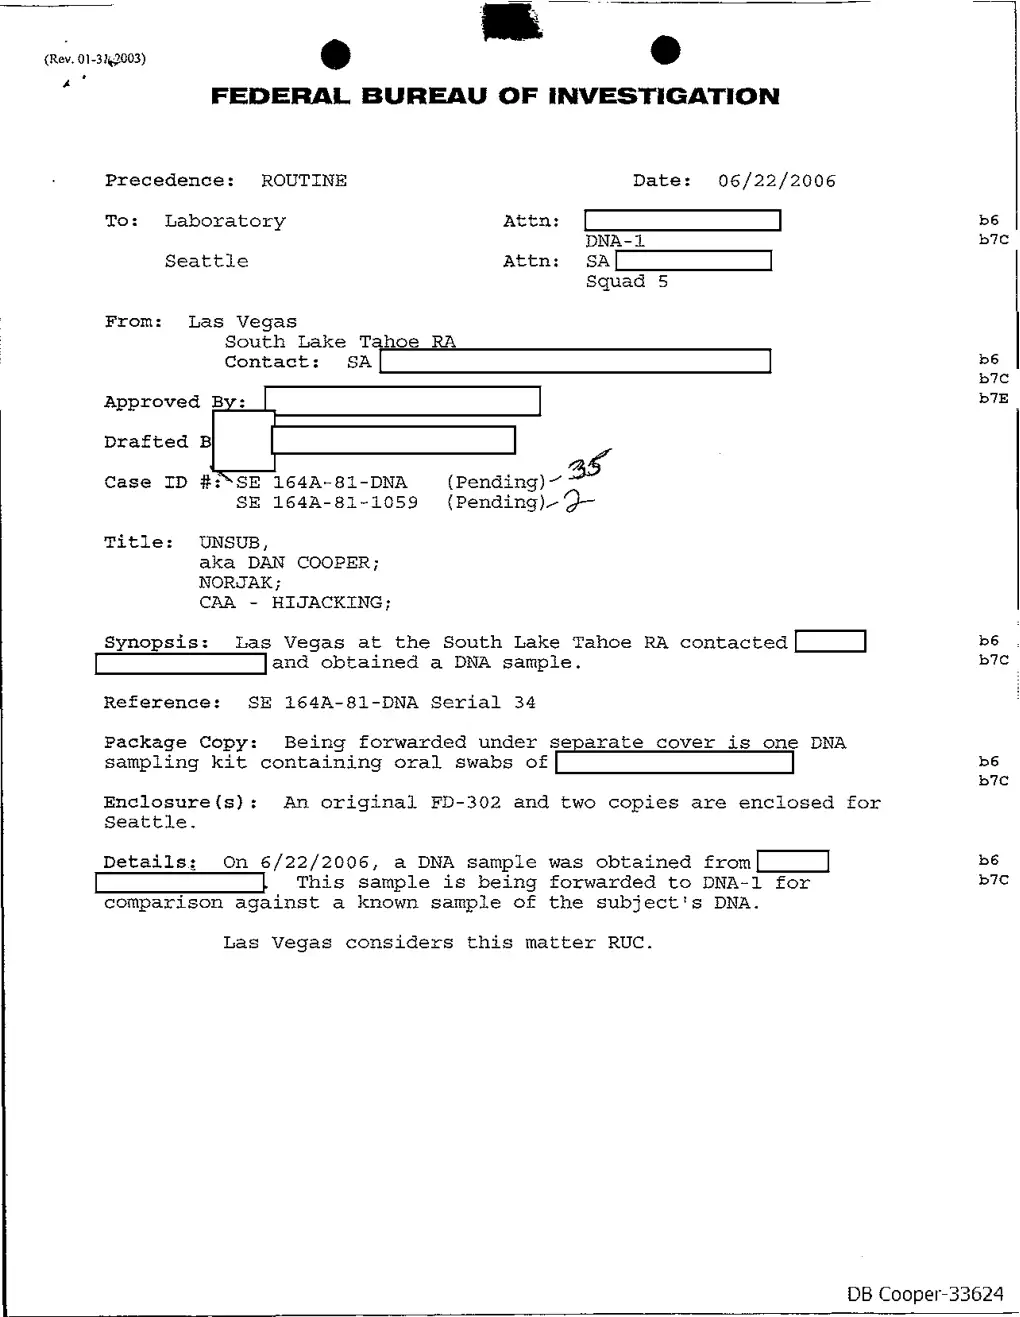 (Rev. 01-31-2003)
FEDERAL BUREAU OF INVESTIGATION
Precedence: ROUTINE Date: 06/22/2006
To: Laboratory Attn: b6
DNA-1 b7C
Seattle Attn: SA
Squad 5
From: Las Vegas
South Lake Tahoe RA
Contact: SA b6
b7C
Approved By: b7E
Drafted B
Case ID #: SE 164A-81-DNA (Pending) - 35
SE 164A-81-1059 (Pending) - 2
Title: UNSUB,
aka DAN COOPER;
NORJAK;
CAA - HIJACKING;
Synopsis: Las Vegas at the South Lake Tahoe RA contacted b6
and obtained a DNA sample. b7C
Reference: SE 164A-81-DNA Serial 34
Package Copy: Being forwarded under separate cover is one DNA
sampling kit containing oral swabs of b6
b7C
Enclosure(s): An original FD-302 and two copies are enclosed for
Seattle.
Details: On 6/22/2006, a DNA sample was obtained from b6
. This sample is being forwarded to DNA-1 for b7C
comparison against a known sample of the subject's DNA.
Las Vegas considers this matter RUC.
DB Cooper-33624